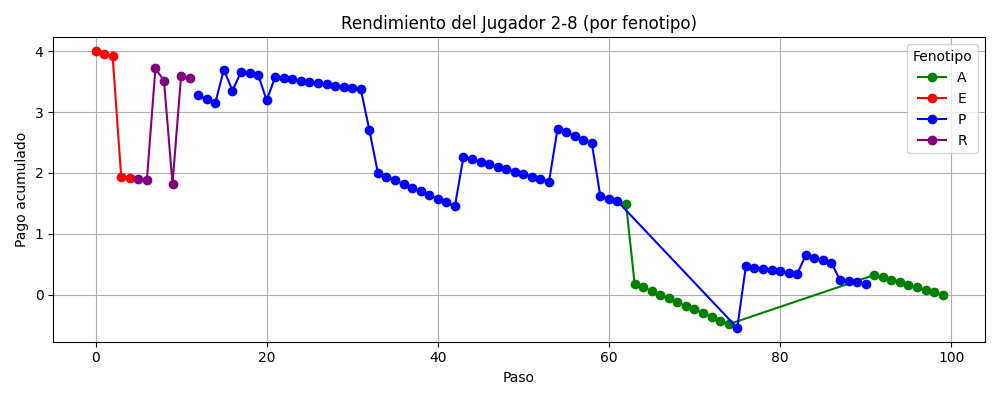 Rendimiento del Jugador 2-8 (por fenotipo)
Pago acumulado
4
3
2
1
0
Fenotipo
A
E
P
R
0 20 40 60 80 100
Paso